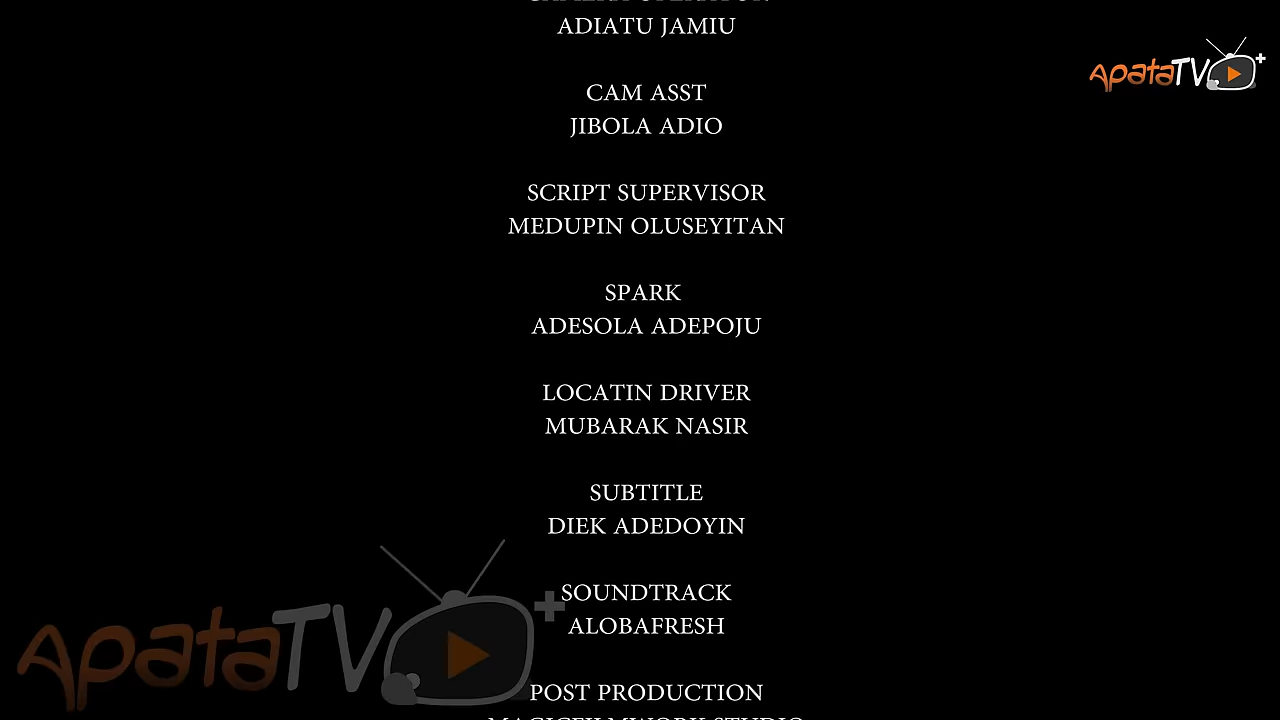 ADIATU JAMIU
ApataTV+
CAM ASST
JIBOLA ADIO
SCRIPT SUPERVISOR
MEDUPIN OLUSEYITAN
SPARK
ADESOLA ADEPOJU
LOCATIN DRIVER
MUBARAK NASIR
SUBTITLE
DIEK ADEDOYIN
SOUNDTRACK
ALOBAFRESH
ApataTV+
POST PRODUCTION